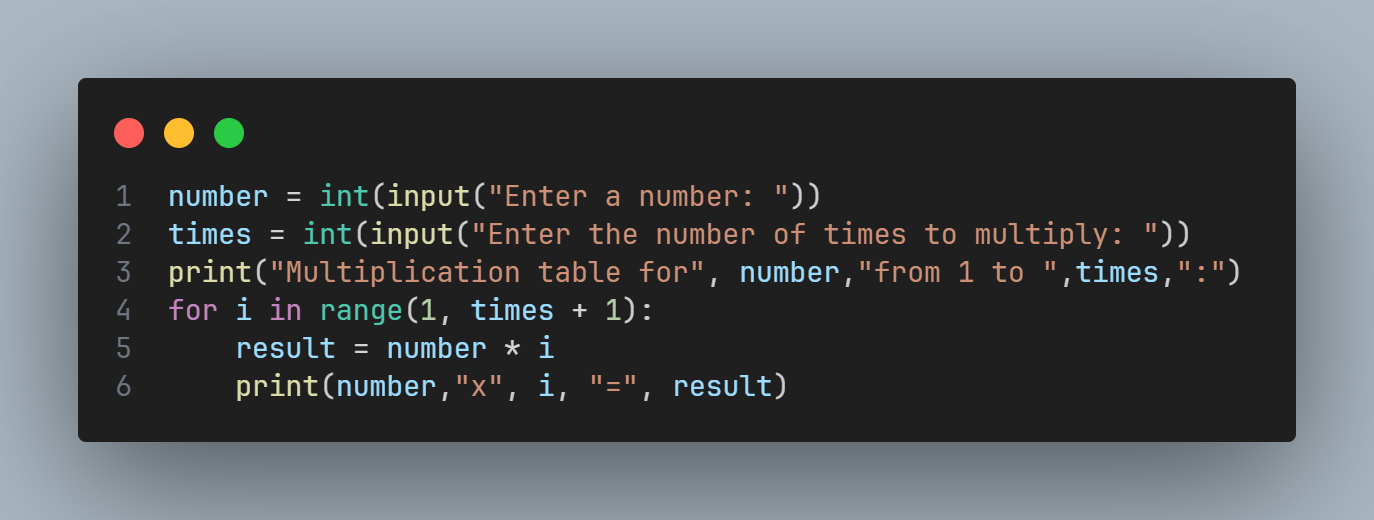 1 number = int(input("Enter a number: "))
2 times = int(input("Enter the number of times to multiply: "))
3 print("Multiplication table for", number,"from 1 to ",times,":")
4 for i in range(1, times + 1):
5     result = number * i
6     print(number,"x", i, "=", result)